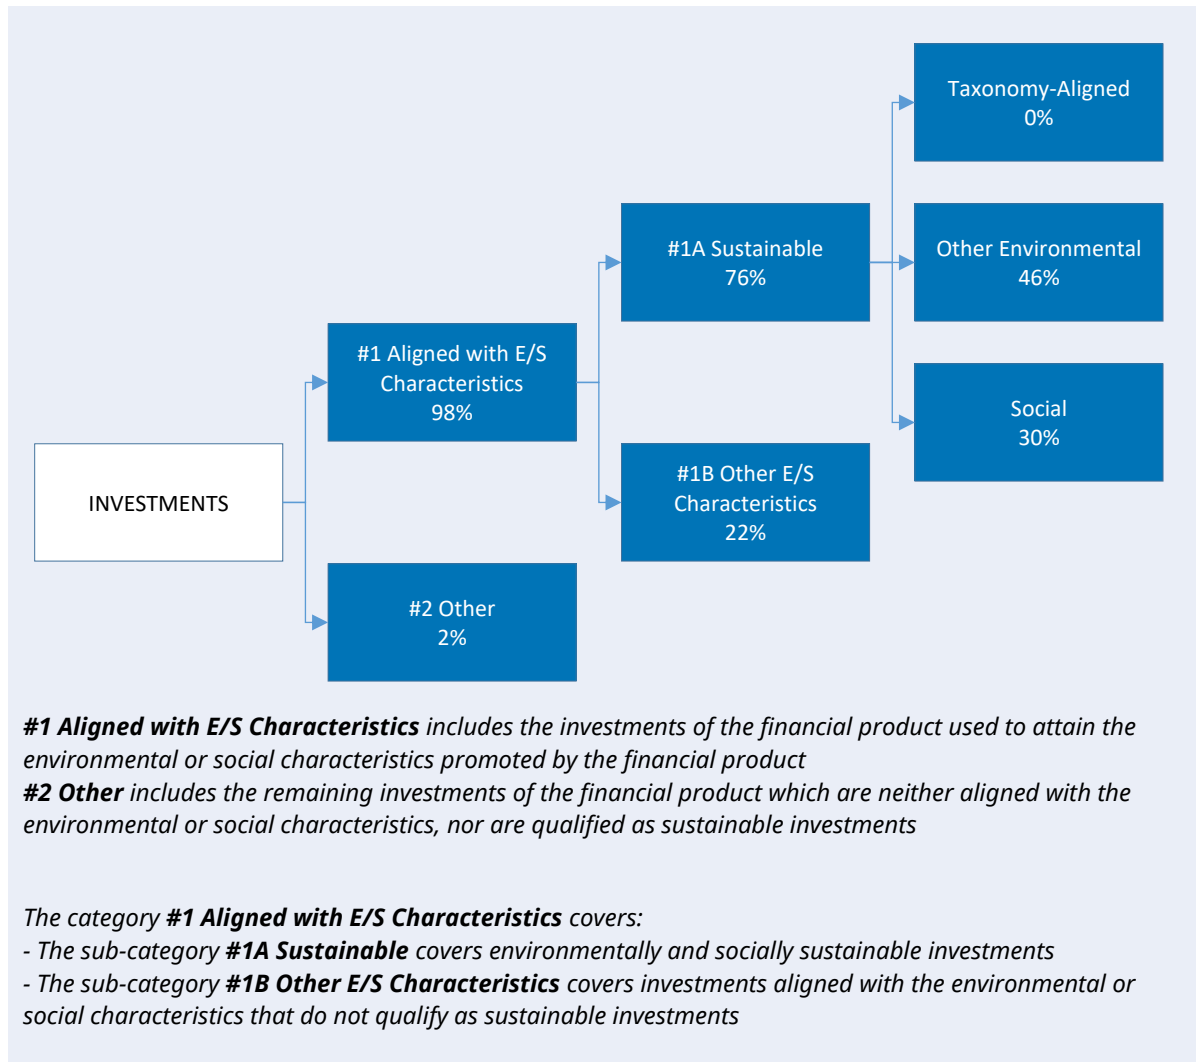 Taxonomy-Aligned
0%
#1A Sustainable
76%
Other Environmental
46%
#1 Aligned with E/S
Characteristics
98%
Social
30%
INVESTMENTS
#1B Other E/S
Characteristics
22%
#2 Other
2%
#1 Aligned with E/S Characteristics includes the investments of the financial product used to attain the
environmental or social characteristics promoted by the financial product
#2 Other includes the remaining investments of the financial product which are neither aligned with the
environmental or social characteristics, nor are qualified as sustainable investments
The category #1 Aligned with E/S Characteristics covers:
- The sub-category #1A Sustainable covers environmentally and socially sustainable investments
- The sub-category #1B Other E/S Characteristics covers investments aligned with the environmental or
social characteristics that do not qualify as sustainable investments